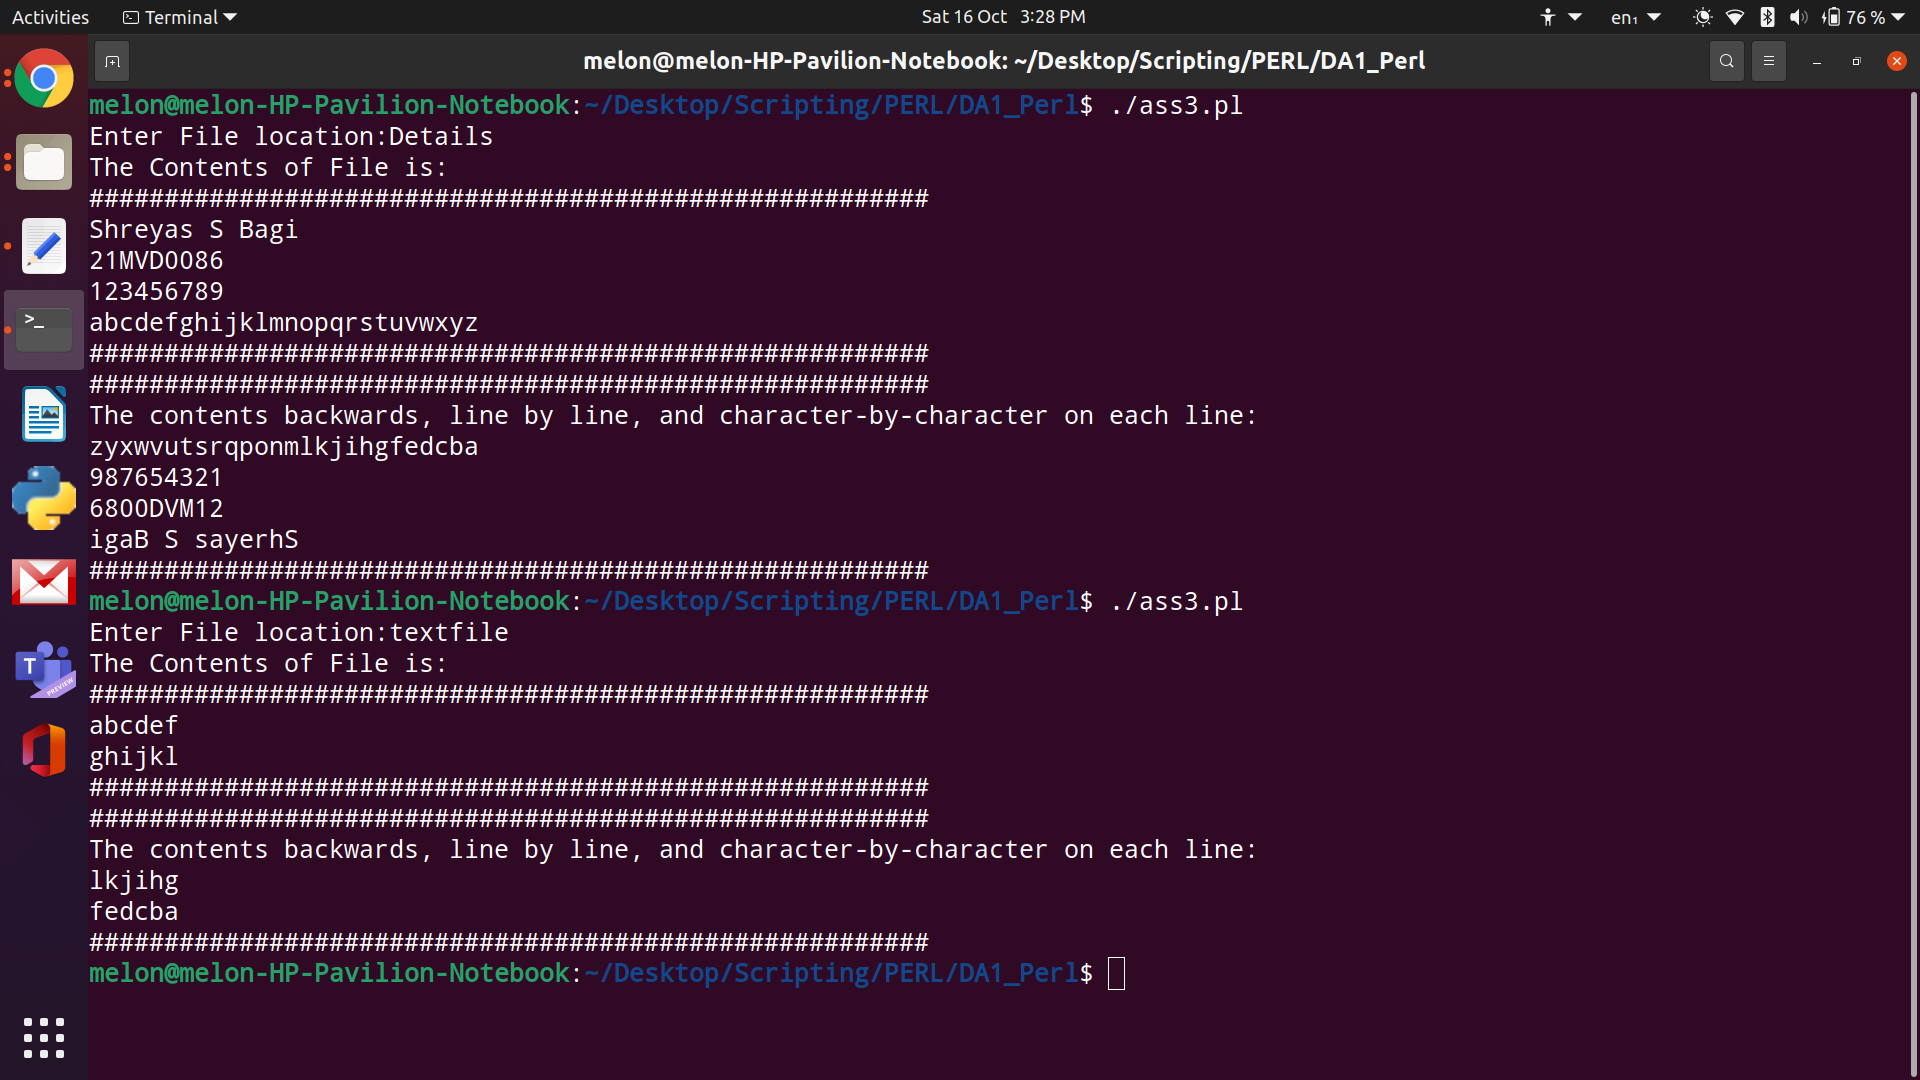 Activities Terminal Sat 16 Oct 3:28 PM en₁ 76 %
melon@melon-HP-Pavilion-Notebook: ~/Desktop/Scripting/PERL/DA1_Perl
melon@melon-HP-Pavilion-Notebook:~/Desktop/Scripting/PERL/DA1_Perl$ ./ass3.pl
Enter File location:Details
The Contents of File is:
########################################################
Shreyas S Bagi
21MVD0086
123456789
abcdefghijklmnopqrstuvwxyz
########################################################
########################################################
The contents backwards, line by line, and character-by-character on each line:
zyxwvutsrqponmlkjihgfedcba
987654321
6800DVM12
igaB S sayerhS
########################################################
melon@melon-HP-Pavilion-Notebook:~/Desktop/Scripting/PERL/DA1_Perl$ ./ass3.pl
Enter File location:textfile
The Contents of File is:
########################################################
abcdef
ghijkl
########################################################
########################################################
The contents backwards, line by line, and character-by-character on each line:
lkjihg
fedcba
########################################################
melon@melon-HP-Pavilion-Notebook:~/Desktop/Scripting/PERL/DA1_Perl$
>_
T
PREVIEW